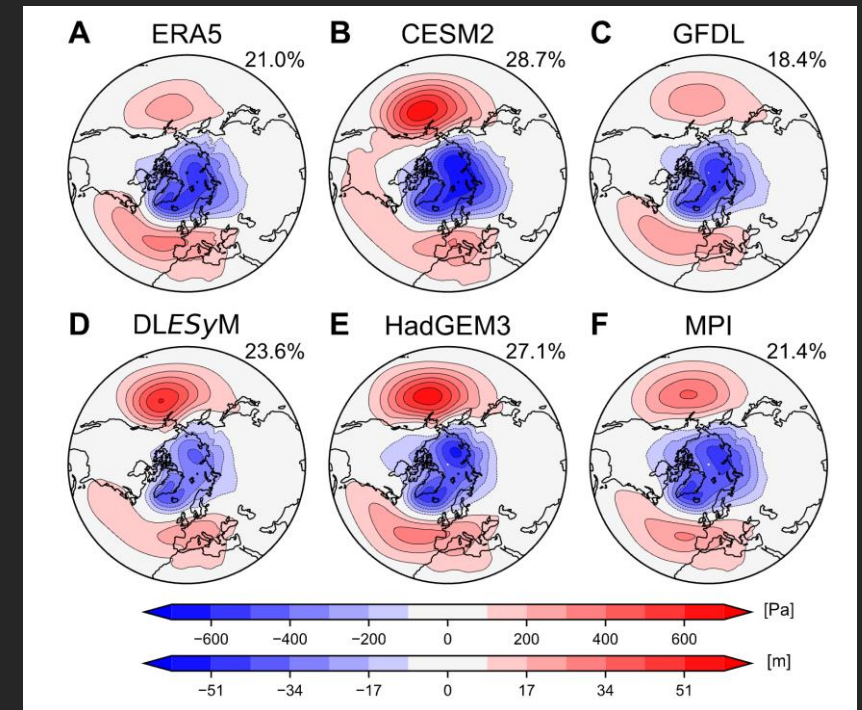 A ERA5 21.0%
B CESM2 28.7%
C GFDL 18.4%
D DLESyM 23.6%
E HadGEM3 27.1%
F MPI 21.4%
−600 −400 −200 0 200 400 600 [Pa]
−51 −34 −17 0 17 34 51 [m]